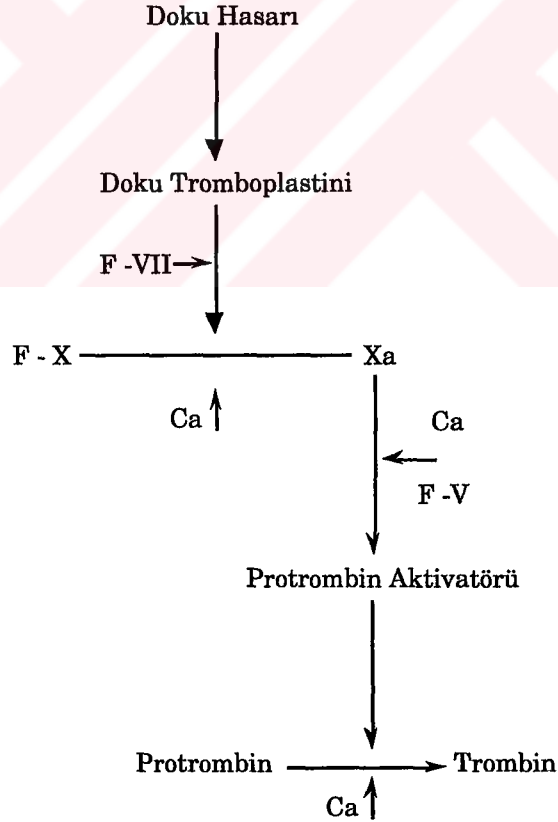 Doku Hasarı
Doku Tromboplastini
F -VII
F - X Xa
Ca Ca
F -V
Protrombin Aktivatörü
Protrombin Trombin
Ca